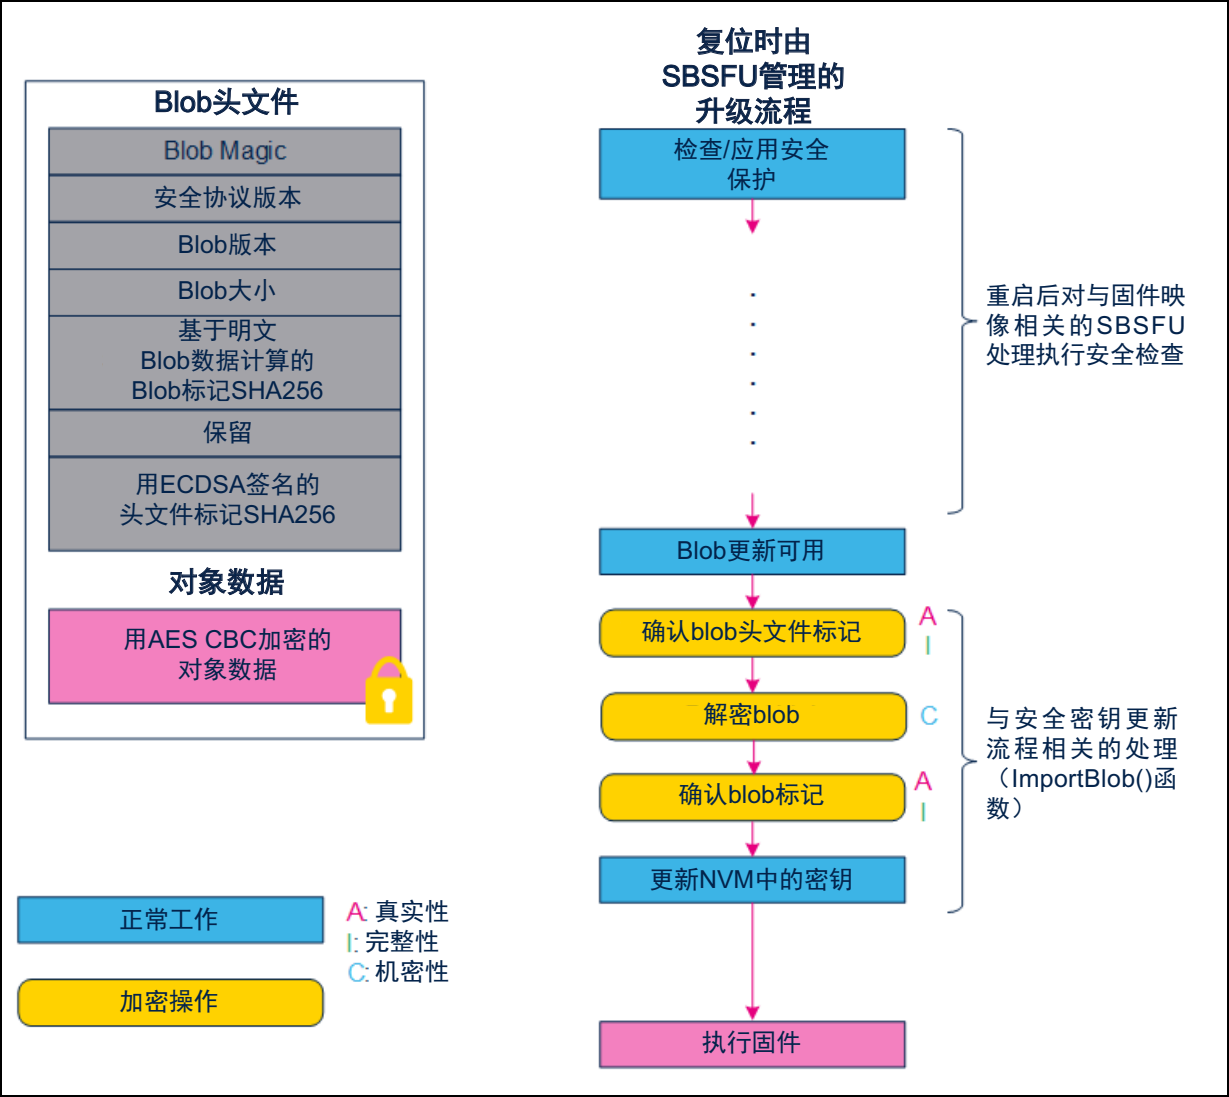 Blob头文件
Blob Magic
安全协议版本
Blob版本
Blob大小
基于明文
Blob数据计算的
Blob标记SHA256
保留
用ECDSA签名的
头文件标记SHA256
对象数据
用AES CBC加密的
对象数据
正常工作
加密操作
A: 真实性
I: 完整性
C: 机密性
复位时由
SBSFU管理的
升级流程
检查/应用安全
保护
重启后对与固件映
像相关的SBSFU
处理执行安全检查
Blob更新可用
确认blob头文件标记
A
I
解密blob
C
确认blob标记
A
I
更新NVM中的密钥
与安全密钥更新
流程相关的处理
（ImportBlob()函
数）
执行固件